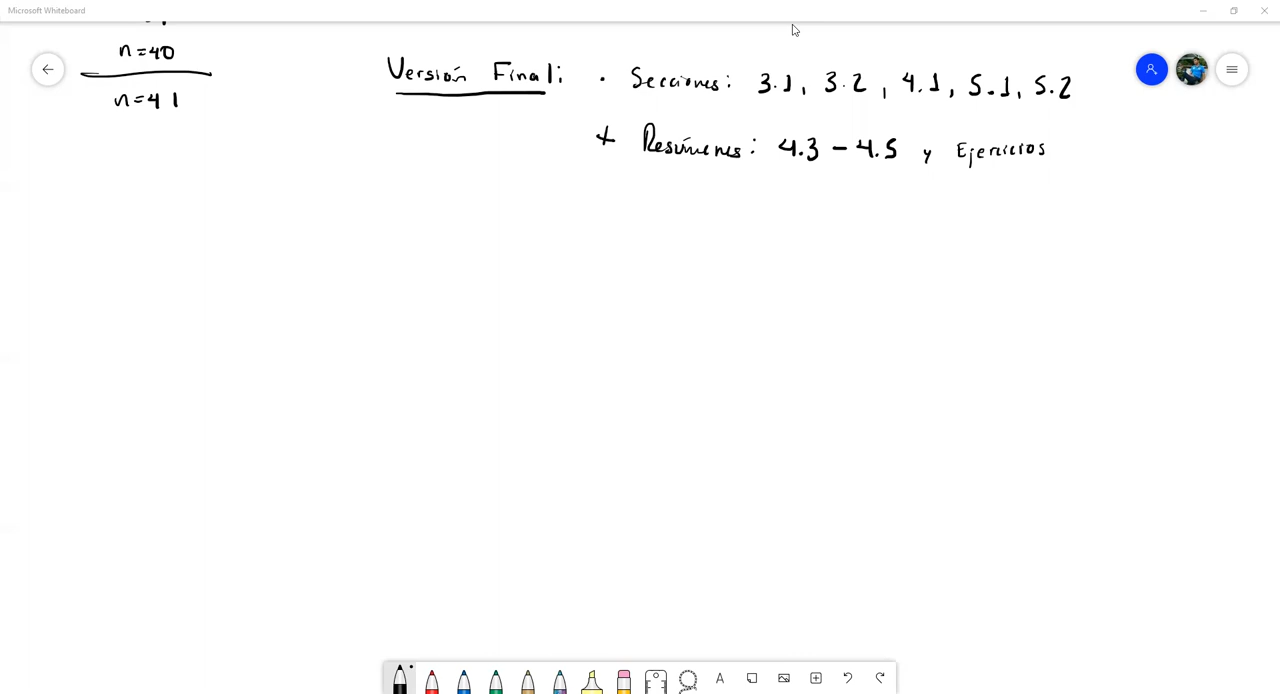 Microsoft Whiteboard
n=40
n=41
Versión Final: · Secciones: 3.1, 3.2, 4.1, 5.1, 5.2
+ Resúmenes: 4.3 – 4.5 y Ejercicios
A